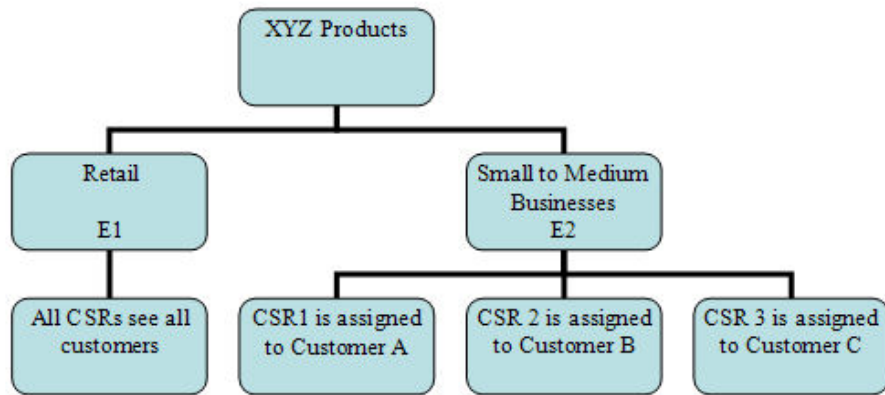 XYZ Products
Retail
E1
Small to Medium
Businesses
E2
All CSRs see all
customers
CSR1 is assigned
to Customer A
CSR 2 is assigned
to Customer B
CSR 3 is assigned
to Customer C